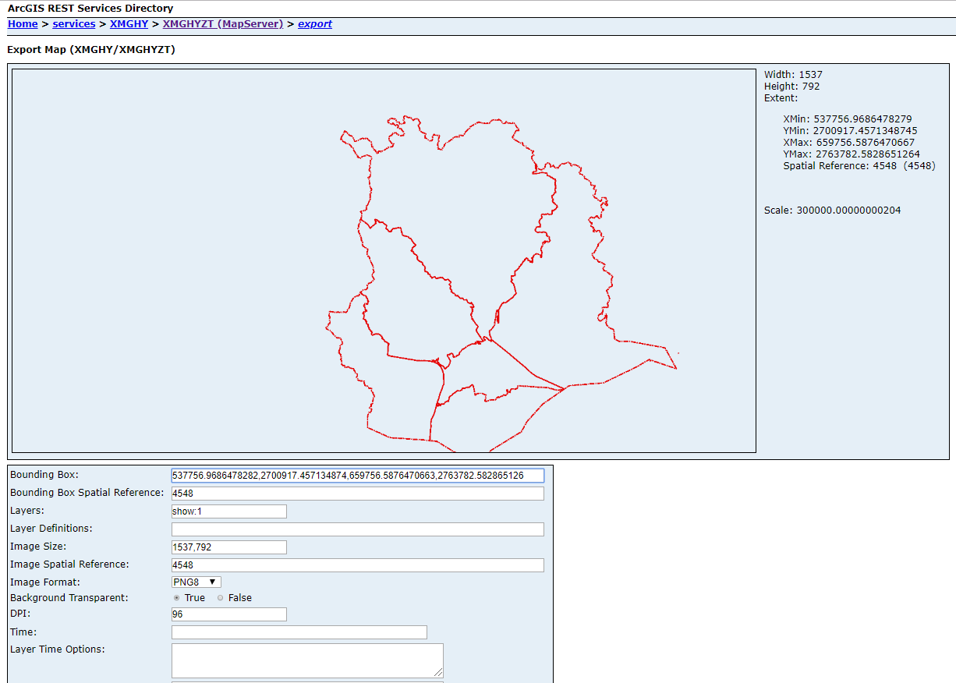 ArcGIS REST Services Directory
Home > services > XMGHY > XMGHYZT (MapServer) > export
Export Map (XMGHY/XMGHYZT)
Width: 1537
Height: 792
Extent:
XMin: 537756.9686478279
YMin: 2700917.4571348745
XMax: 659756.5876470667
YMax: 2763782.5828651264
Spatial Reference: 4548 (4548)
Scale: 300000.00000000204
Bounding Box: 537756.9686478282,2700917.457134874,659756.5876470663,2763782.582865126
Bounding Box Spatial Reference: 4548
Layers: show:1
Layer Definitions:
Image Size: 1537,792
Image Spatial Reference: 4548
Image Format: PNG8
Background Transparent: True False
DPI: 96
Time:
Layer Time Options: